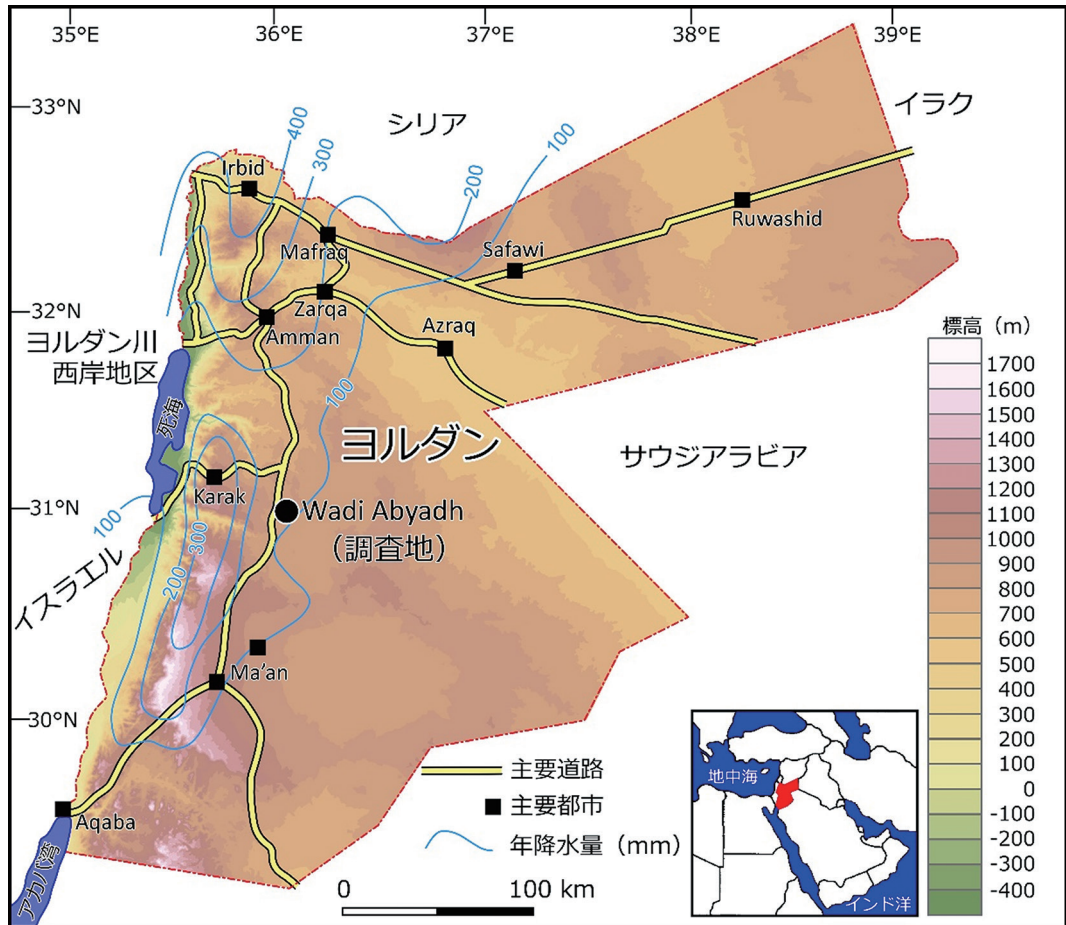 35°E
36°E
37°E
38°E
39°E
33°N
32°N
31°N
30°N
シリア
イラク
400
300
200
100
Irbid
Mafraq
Safawi
Ruwashid
Zarqa
Amman
Azraq
ヨルダン川
西岸地区
死海
100
ヨルダン
サウジアラビア
Karak
Wadi Abyadh
(調査地)
100
300
200
イスラエル
Ma'an
Aqaba
アカバ湾
主要道路
主要都市
年降水量(mm)
0
100 km
地中海
インド洋
標高(m)
1700
1600
1500
1400
1300
1200
1100
1000
900
800
700
600
500
400
300
200
100
0
-100
-200
-300
-400